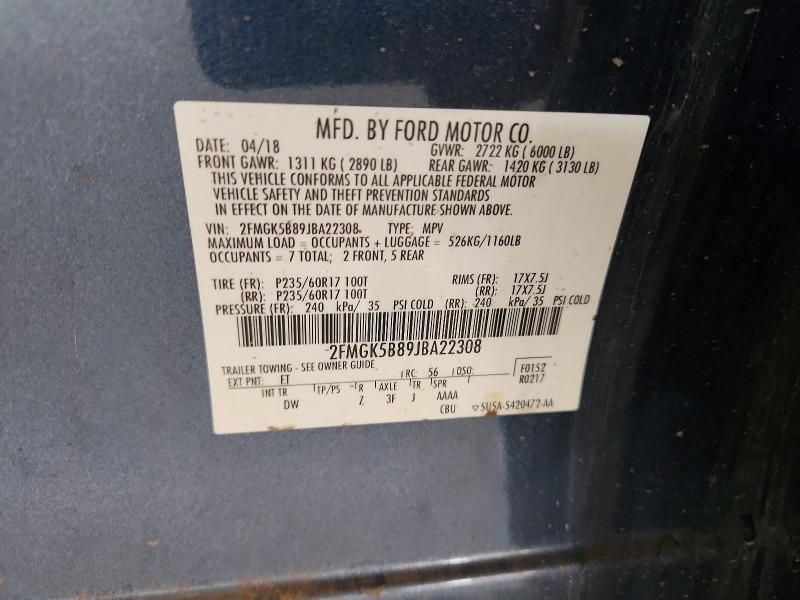 MFD. BY FORD MOTOR CO.
DATE: 04/18 GVWR: 2722 KG ( 6000 LB)
FRONT GAWR: 1311 KG ( 2890 LB) REAR GAWR: 1420 KG ( 3130 LB)
THIS VEHICLE CONFORMS TO ALL APPLICABLE FEDERAL MOTOR
VEHICLE SAFETY AND THEFT PREVENTION STANDARDS
IN EFFECT ON THE DATE OF MANUFACTURE SHOWN ABOVE.
VIN: 2FMGK5B89JBA22308 TYPE: MPV
MAXIMUM LOAD = OCCUPANTS + LUGGAGE = 526KG/1160LB
OCCUPANTS = 7 TOTAL; 2 FRONT, 5 REAR
TIRE (FR): P235/60R17 100T RIMS (FR): 17X7.5J
(RR): P235/60R17 100T (RR): 17X7.5J
PRESSURE (FR): 240 kPa/ 35 PSI COLD (RR): 240 kPa/ 35 PSI COLD
2FMGK5B89JBA22308
TRAILER TOWING - SEE OWNER GUIDE
EXT PNT: FT RC: 56 DSO: F0152
INT TR TP/PS R AXLE TR SPR R0217
DW Z 3F J AAAA
CBU ▽5U5A-5420472-AA